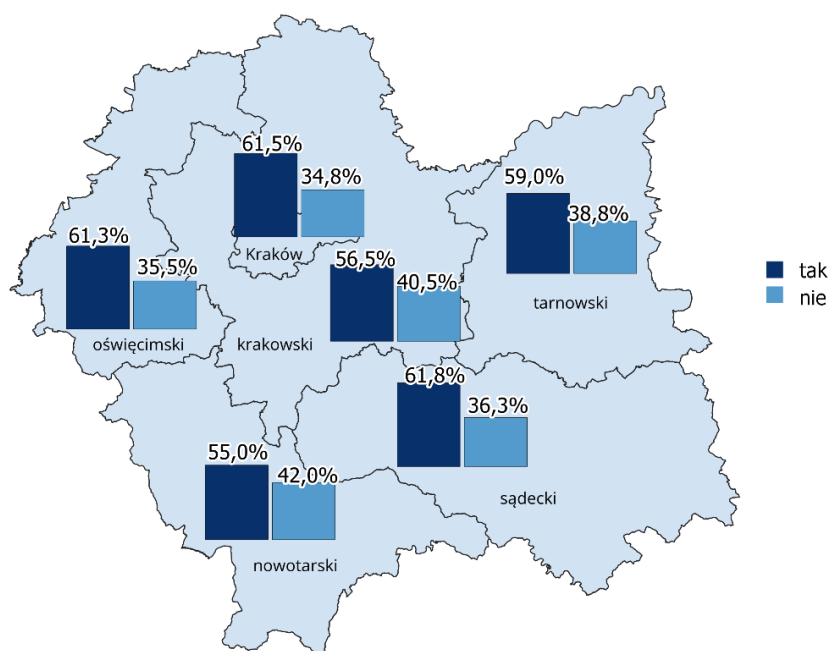 61,5%
34,8%
Kraków
59,0%
38,8%
tarnowski
61,3%
35,5%
oświęcimski
56,5%
40,5%
krakowski
61,8%
36,3%
sądecki
55,0%
42,0%
nowotarski
tak
nie